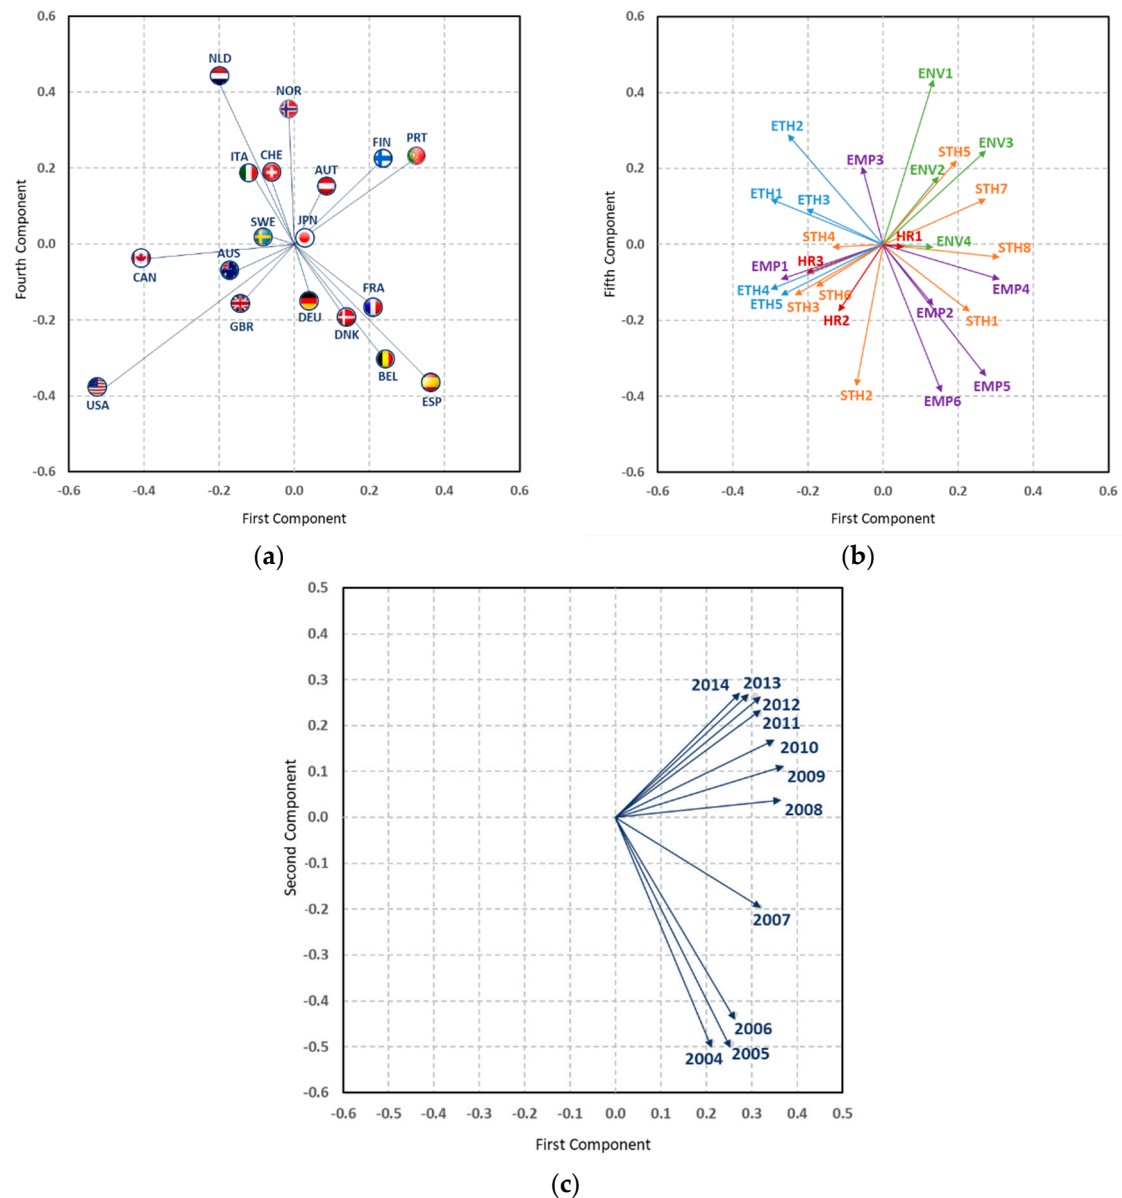 0.6
NLD
0.4
NOR
PRT
FIN
ITA
CHE
AUT
0.2
SWE
JPN
0.0
AUS
CAN
FRA
GBR
DEU
DNK
-0.2
BEL
USA
ESP
-0.4
-0.6
-0.6 -0.4 -0.2 0.0 0.2 0.4 0.6
First Component
Fourth Component
(a)
0.6
ENV1
0.4
ETH2
ENV3
STH5
EMP3
ENV2
0.2
ETH1
ETH3
STH7
STH4
HR1
ENV4
STH8
0.0
HR3
EMP1
ETH4
ETH5
STH6
STH3
EMP4
HR2
EMP2
STH1
-0.2
STH2
EMP5
EMP6
-0.4
-0.6
-0.6 -0.4 -0.2 0.0 0.2 0.4 0.6
First Component
Fifth Component
(b)
0.5
0.4
0.3
2014 2013
2012
0.2
2011
2010
0.1
2009
2008
0.0
-0.1
-0.2
2007
-0.3
-0.4
2006
-0.5
2004 2005
-0.6
-0.6 -0.4 -0.3 -0.2 -0.1 0.0 0.1 0.2 0.3 0.4 0.5
First Component
Second Component
(c)